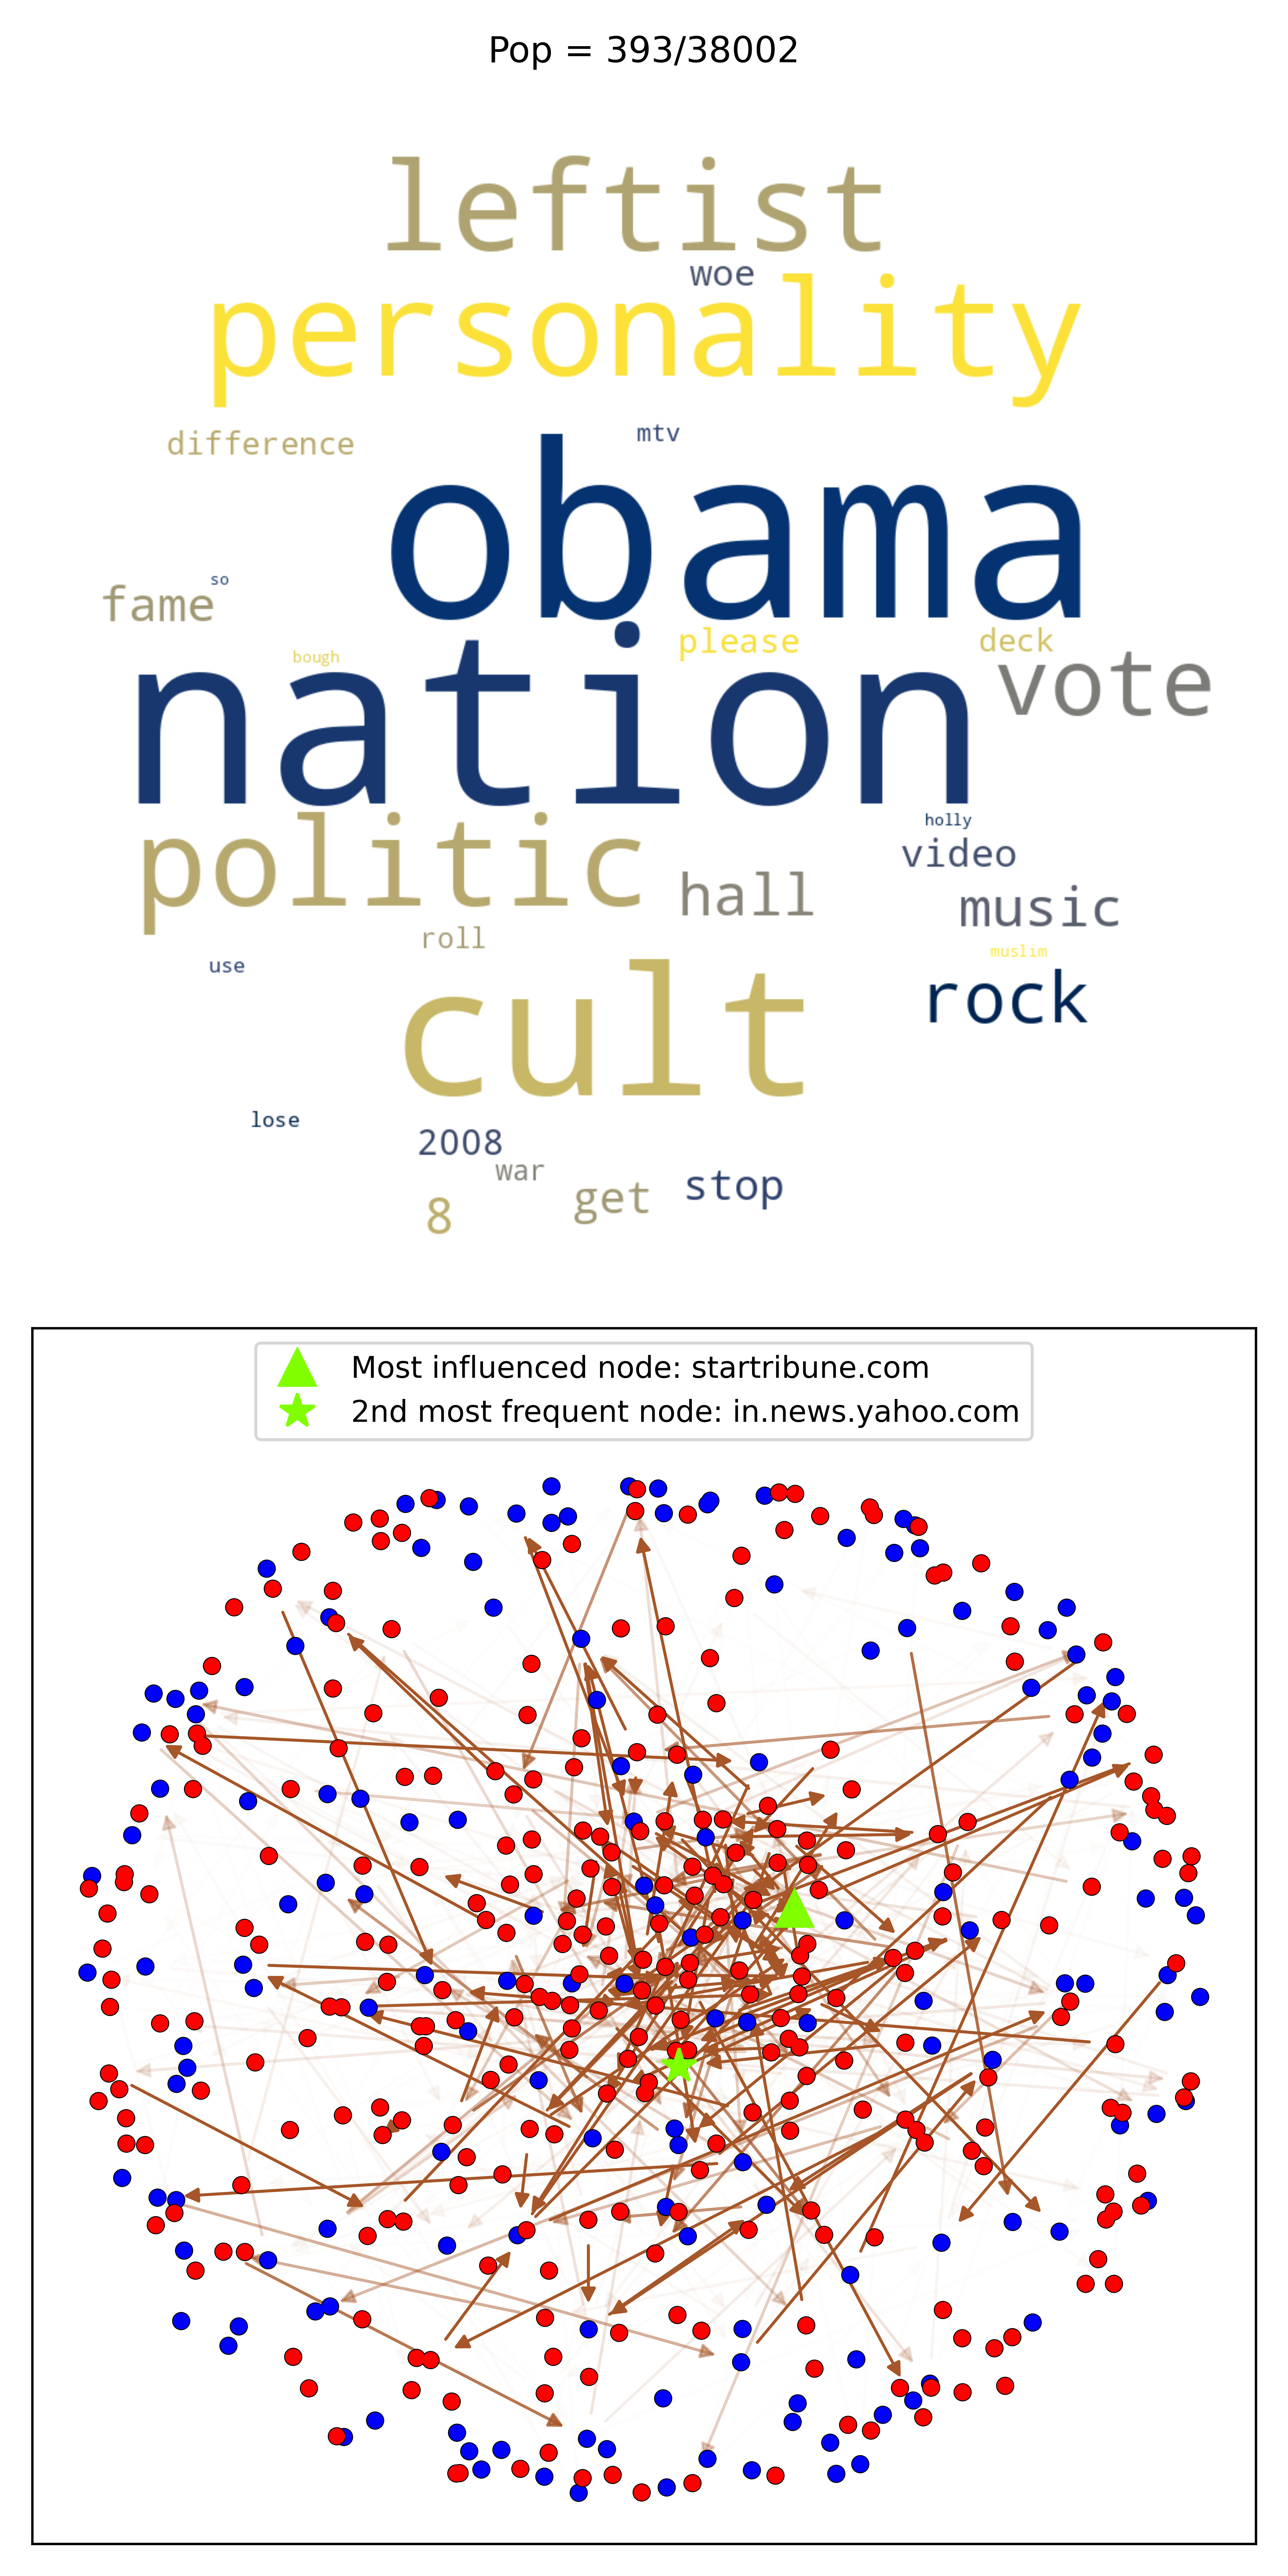 Pop = 393/38002
leftist
woe
personality
mtv
difference
obama
so
fame
please
deck
bough
vote
nation
holly
politic
video
hall
music
roll
muslim
use
rock
cult
lose
2008
war
stop
get
8
Most influenced node: startribune.com
2nd most frequent node: in.news.yahoo.com